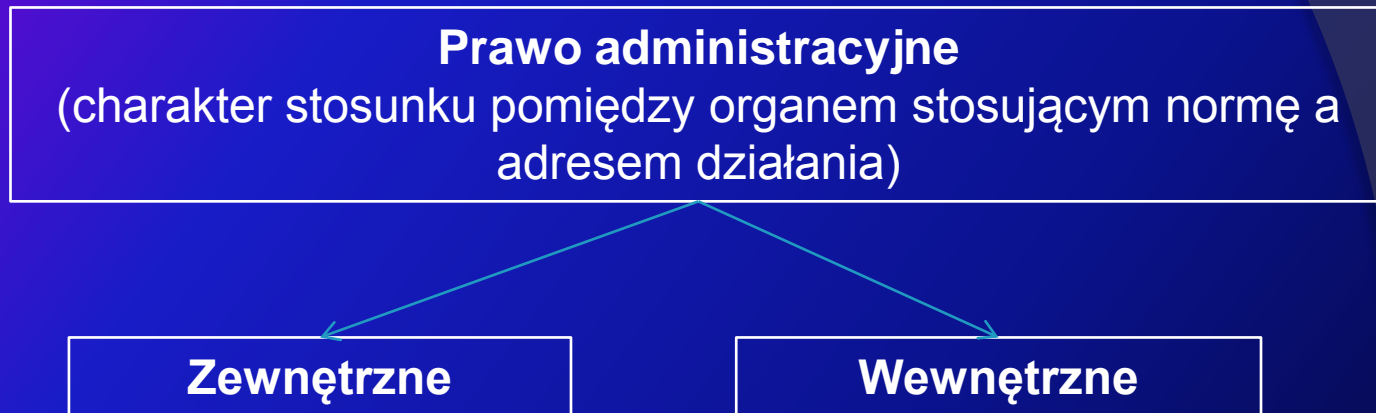 Prawo administracyjne
(charakter stosunku pomiędzy organem stosującym normę a
adresem działania)
Zewnętrzne
Wewnętrzne